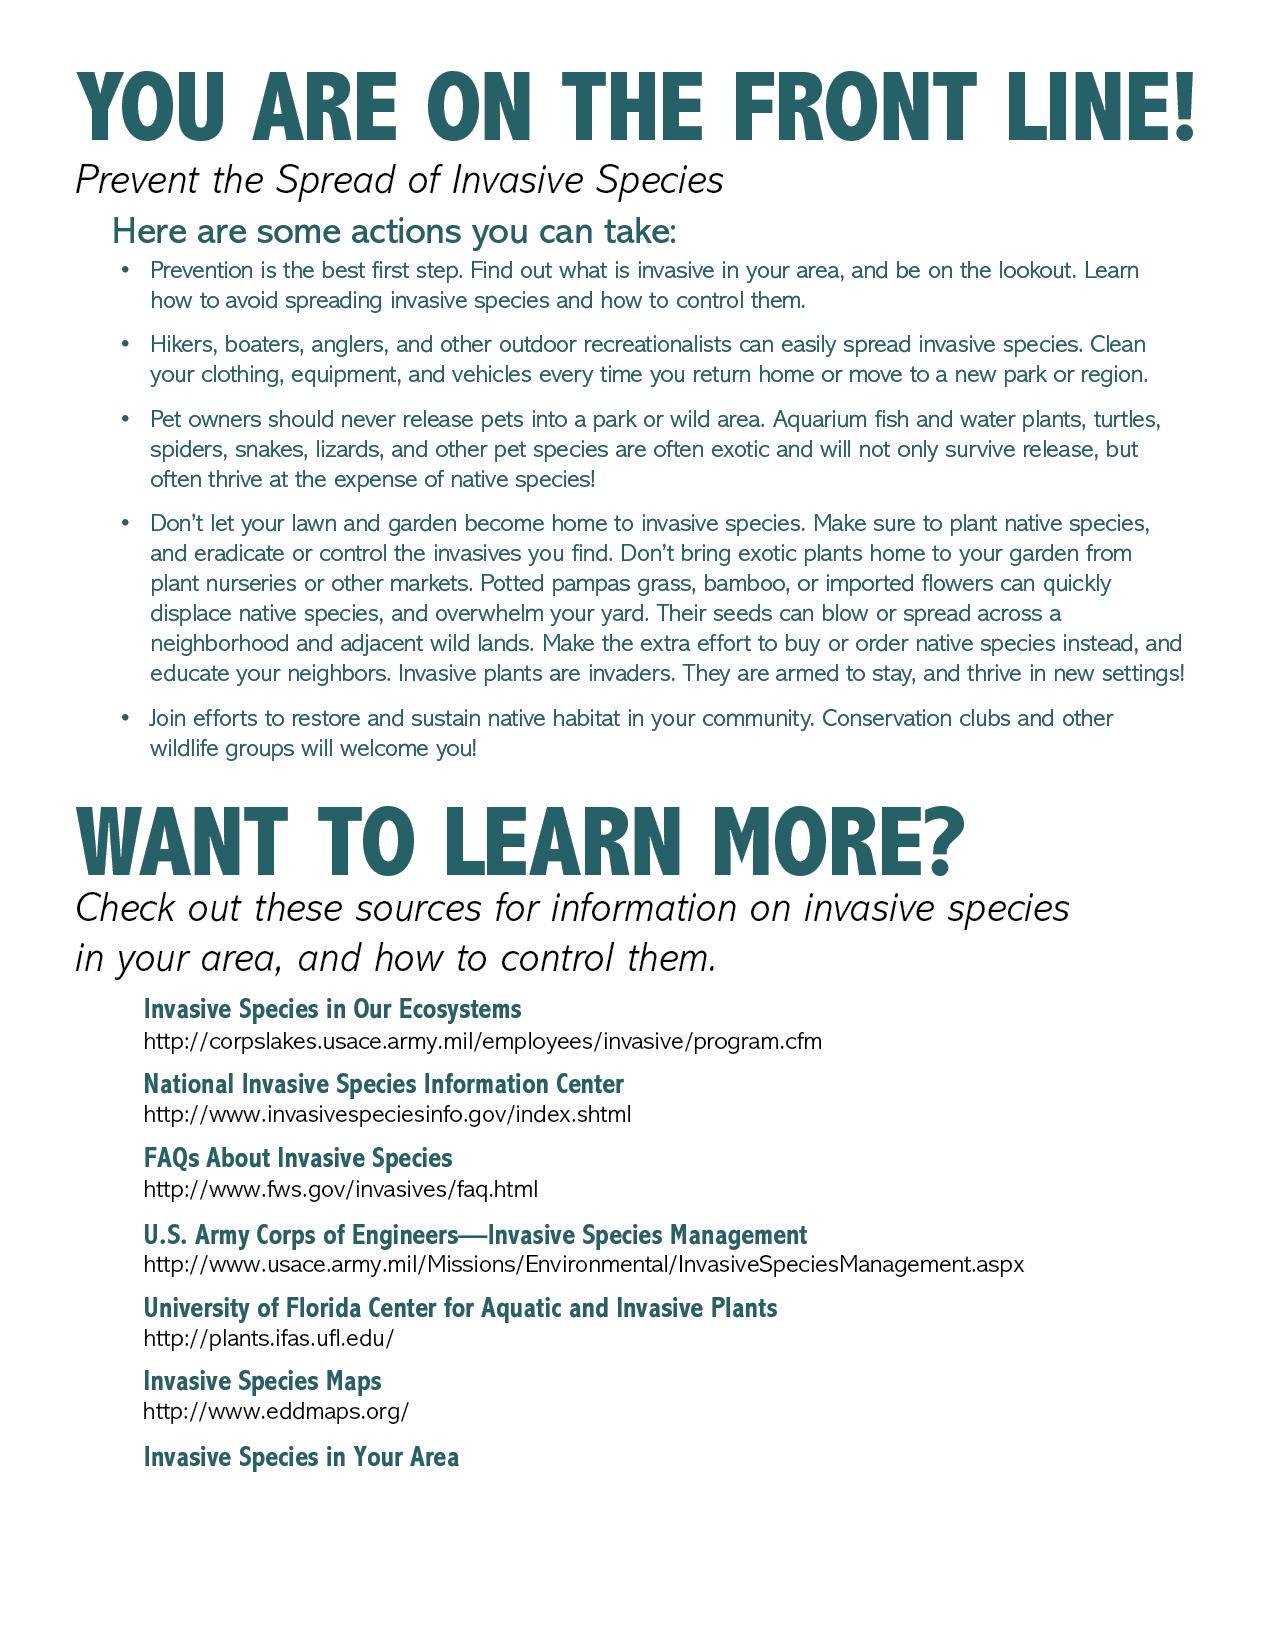 YOU ARE ON THE FRONT LINE!
Prevent the Spread of Invasive Species
Here are some actions you can take:
• Prevention is the best first step. Find out what is invasive in your area, and be on the lookout. Learn
how to avoid spreading invasive species and how to control them.
• Hikers, boaters, anglers, and other outdoor recreationalists can easily spread invasive species. Clean
your clothing, equipment, and vehicles every time you return home or move to a new park or region.
• Pet owners should never release pets into a park or wild area. Aquarium fish and water plants, turtles,
spiders, snakes, lizards, and other pet species are often exotic and will not only survive release, but
often thrive at the expense of native species!
• Don’t let your lawn and garden become home to invasive species. Make sure to plant native species,
and eradicate or control the invasives you find. Don’t bring exotic plants home to your garden from
plant nurseries or other markets. Potted pampas grass, bamboo, or imported flowers can quickly
displace native species, and overwhelm your yard. Their seeds can blow or spread across a
neighborhood and adjacent wild lands. Make the extra effort to buy or order native species instead, and
educate your neighbors. Invasive plants are invaders. They are armed to stay, and thrive in new settings!
• Join efforts to restore and sustain native habitat in your community. Conservation clubs and other
wildlife groups will welcome you!
WANT TO LEARN MORE?
Check out these sources for information on invasive species
in your area, and how to control them.
Invasive Species in Our Ecosystems
http://corpslakes.usace.army.mil/employees/invasive/program.cfm
National Invasive Species Information Center
http://www.invasivespeciesinfo.gov/index.shtml
FAQs About Invasive Species
http://www.fws.gov/invasives/faq.html
U.S. Army Corps of Engineers—Invasive Species Management
http://www.usace.army.mil/Missions/Environmental/InvasiveSpeciesManagement.aspx
University of Florida Center for Aquatic and Invasive Plants
http://plants.ifas.ufl.edu/
Invasive Species Maps
http://www.eddmaps.org/
Invasive Species in Your Area